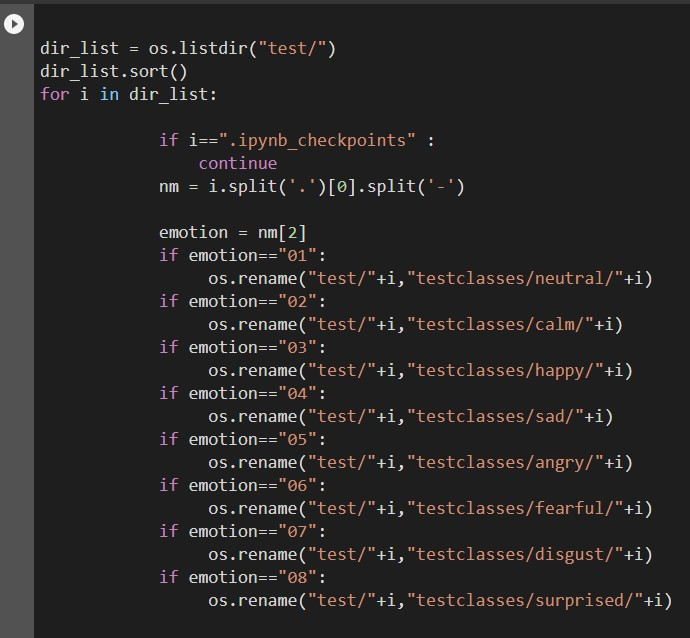 dir_list = os.listdir("test/")
dir_list.sort()
for i in dir_list:
if i==".ipynb_checkpoints" :
continue
nm = i.split('.')[0].split('-')
emotion = nm[2]
if emotion=="01":
os.rename("test/"+i,"testclasses/neutral/"+i)
if emotion=="02":
os.rename("test/"+i,"testclasses/calm/"+i)
if emotion=="03":
os.rename("test/"+i,"testclasses/happy/"+i)
if emotion=="04":
os.rename("test/"+i,"testclasses/sad/"+i)
if emotion=="05":
os.rename("test/"+i,"testclasses/angry/"+i)
if emotion=="06":
os.rename("test/"+i,"testclasses/fearful/"+i)
if emotion=="07":
os.rename("test/"+i,"testclasses/disgust/"+i)
if emotion=="08":
os.rename("test/"+i,"testclasses/surprised/"+i)